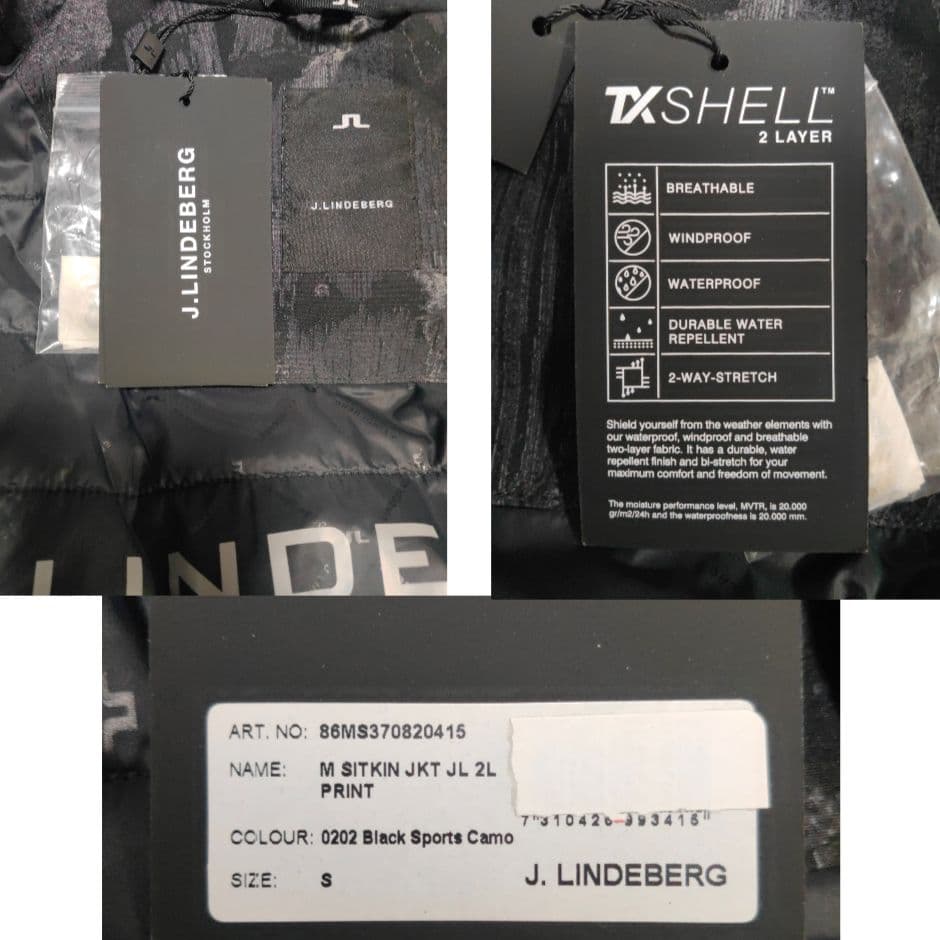 J.LINDEBERG
STOCKHOLM
J.LINDEBERG
LINDE
TXSHELL™
2 LAYER
BREATHABLE
WINDPROOF
WATERPROOF
DURABLE WATER
REPELLENT
2-WAY-STRETCH
Shield yourself from the weather elements with
our waterproof, windproof and breathable
two-layer fabric. It has a durable, water
repellent finish and bi-stretch for your
maximum comfort and freedom of movement.
The moisture performance level, MVTR, is 20.000
gr/m2/24h and the waterproofness is 20.000 mm.
ART. NO: 86MS370820415
NAME: M SITKIN JKT JL 2L
PRINT
COLOUR: 0202 Black Sports Camo
SIZE: S
J. LINDEBERG